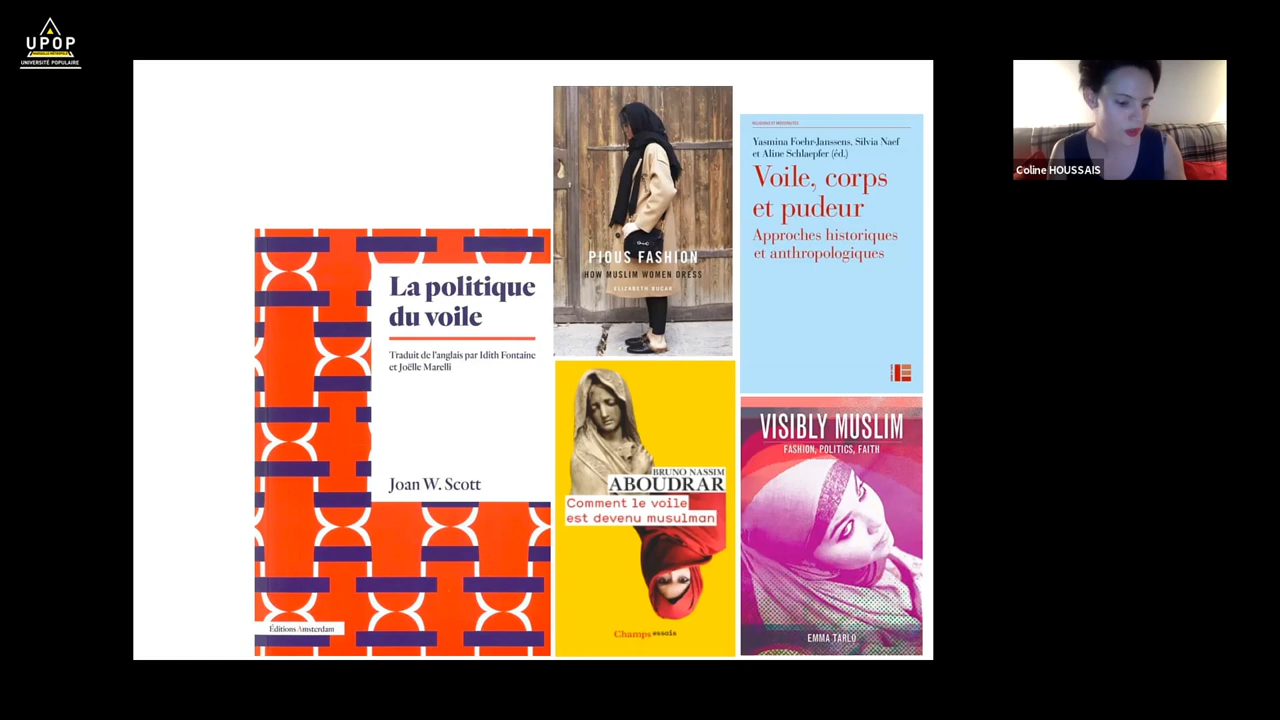 UPOP
UNIVERSITÉ POPULAIRE
La politique
du voile
Traduit de l'anglais par Idith Fontaine
et Joëlle Marelli
Joan W. Scott
Éditions Amsterdam
PIOUS FASHION
HOW MUSLIM WOMEN DRESS
ELIZABETH BUCAR
BRUNO NASSIM
ABOUDRAR
Comment le voile
est devenu musulman
Champs essais
RELIGIONS ET MODERNITÉS
Yasmina Foehr-Janssens, Silvia Naef
et Aline Schlaepfer (éd.)
Voile, corps
et pudeur
Approches historiques
et anthropologiques
VISIBLY MUSLIM
FASHION, POLITICS, FAITH
EMMA TARLO
Coline HOUSSAIS